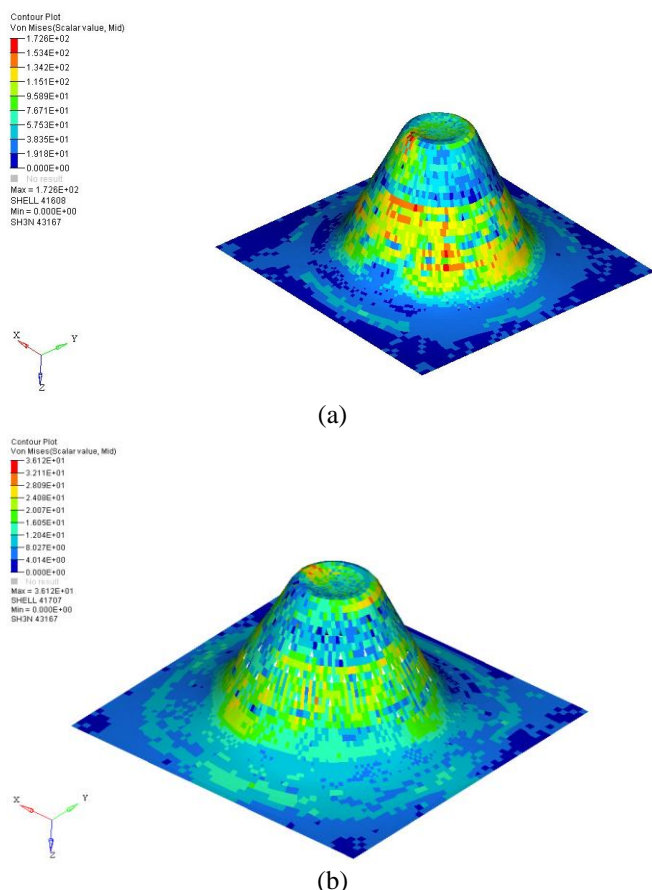 Contour Plot
Von Mises(Scalar value, Mid)
1.726E+02
1.534E+02
1.342E+02
1.151E+02
9.589E+01
7.671E+01
5.753E+01
3.835E+01
1.918E+01
0.000E+00
No result
Max = 1.726E+02
SHELL 41608
Min = 0.000E+00
SH3N 43167
X Y
Z
(a)
Contour Plot
Von Mises(Scalar value, Mid)
3.612E+01
3.211E+01
2.809E+01
2.408E+01
2.007E+01
1.605E+01
1.204E+01
8.027E+00
4.014E+00
0.000E+00
No result
Max = 3.612E+01
SHELL 41707
Min = 0.000E+00
SH3N 43167
X Y
Z
(b)